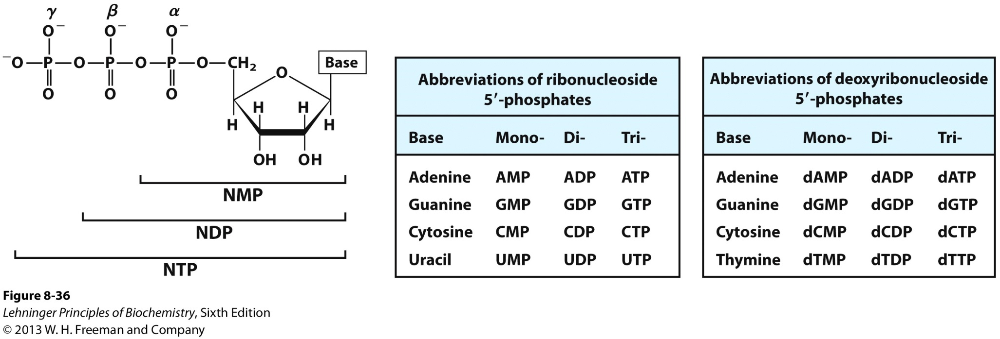 γ β α
O⁻ O⁻ O⁻
⁻O—P—O—P—O—P—O—CH₂ Base
O O O O
H H
H H
OH OH
NMP
NDP
NTP
Abbreviations of ribonucleoside
5′-phosphates
Base Mono- Di- Tri-
Adenine AMP ADP ATP
Guanine GMP GDP GTP
Cytosine CMP CDP CTP
Uracil UMP UDP UTP
Abbreviations of deoxyribonucleoside
5′-phosphates
Base Mono- Di- Tri-
Adenine dAMP dADP dATP
Guanine dGMP dGDP dGTP
Cytosine dCMP dCDP dCTP
Thymine dTMP dTDP dTTP
Figure 8-36
Lehninger Principles of Biochemistry, Sixth Edition
© 2013 W. H. Freeman and Company